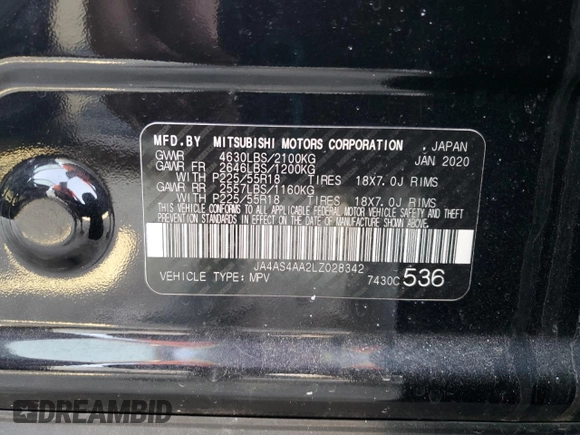 MFD.BY MITSUBISHI MOTORS CORPORATION , JAPAN
GVWR 4630LBS/2100KG JAN 2020
GAWR FR 2646LBS/1200KG
WITH P225/55R18 TIRES 18X7.0J RIMS
GAWR RR 2557LBS/1160KG
WITH P225/55R18 TIRES 18X7.0J RIMS
THIS VEHICLE CONFORMS TO ALL APPLICABLE FEDERAL MOTOR VEHICLE SAFETY AND THEFT
PREVENTION STANDARDS IN EFFECT ON THE DATE OF MANUFACTURE SHOWN ABOVE.
JA4AS4AA2LZ028342
VEHICLE TYPE: MPV 7430C 536
DREAMBID